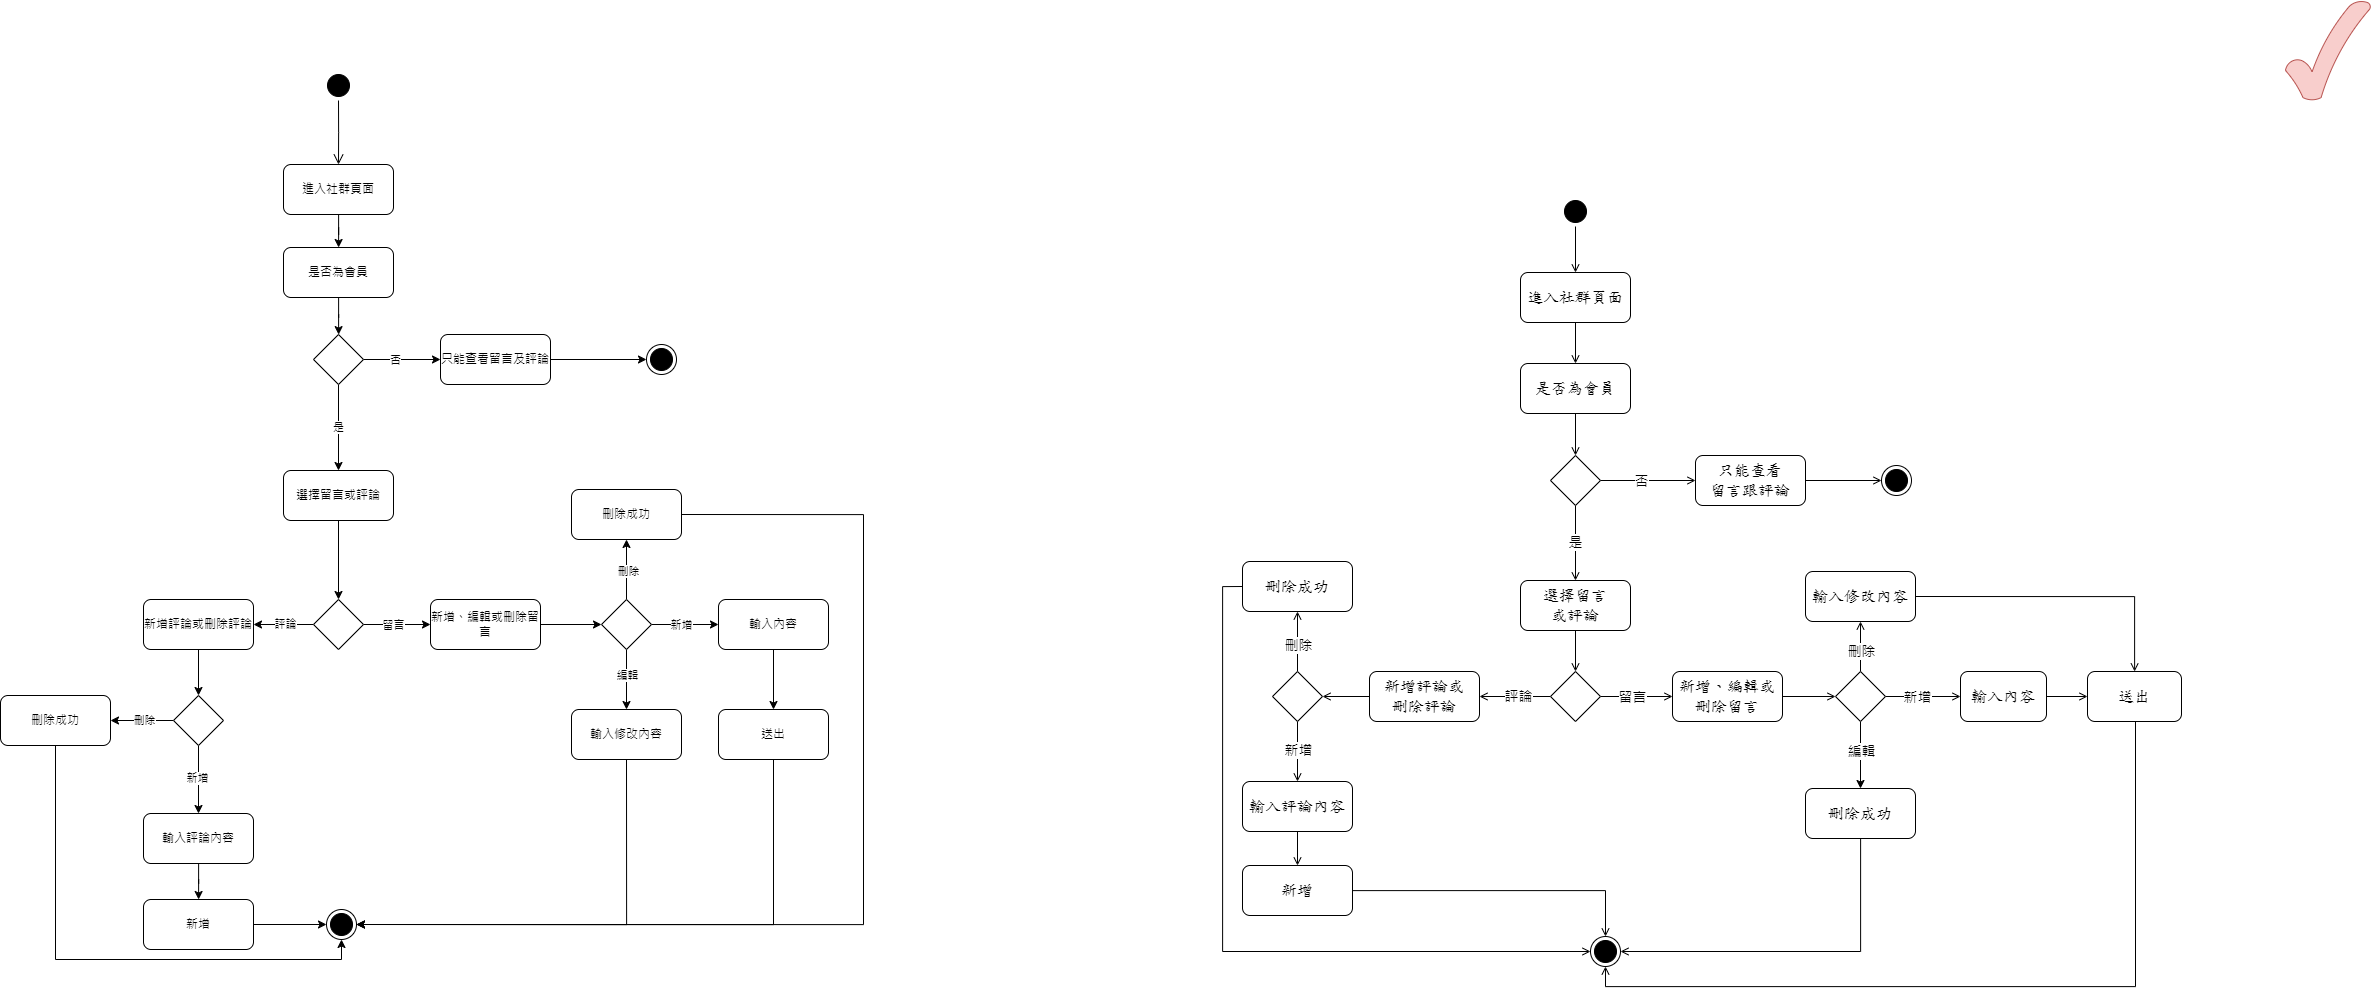 進入社群頁面
是否為會員
否
只能查看留言及評論
是
選擇留言或評論
刪除成功
刪除
新增評論或刪除評論
評論
留言
新增、編輯或刪除留
言
新增
輸入內容
編輯
刪除成功
刪除
輸入修改內容
送出
新增
輸入評論內容
新增
進入社群頁面
是否為會員
否
只能查看
留言跟評論
是
刪除成功
選擇留言
或評論
輸入修改內容
刪除
刪除
新增評論或
刪除評論
評論
留言
新增、編輯或
刪除留言
新增
輸入內容
送出
新增
編輯
輸入評論內容
刪除成功
新增